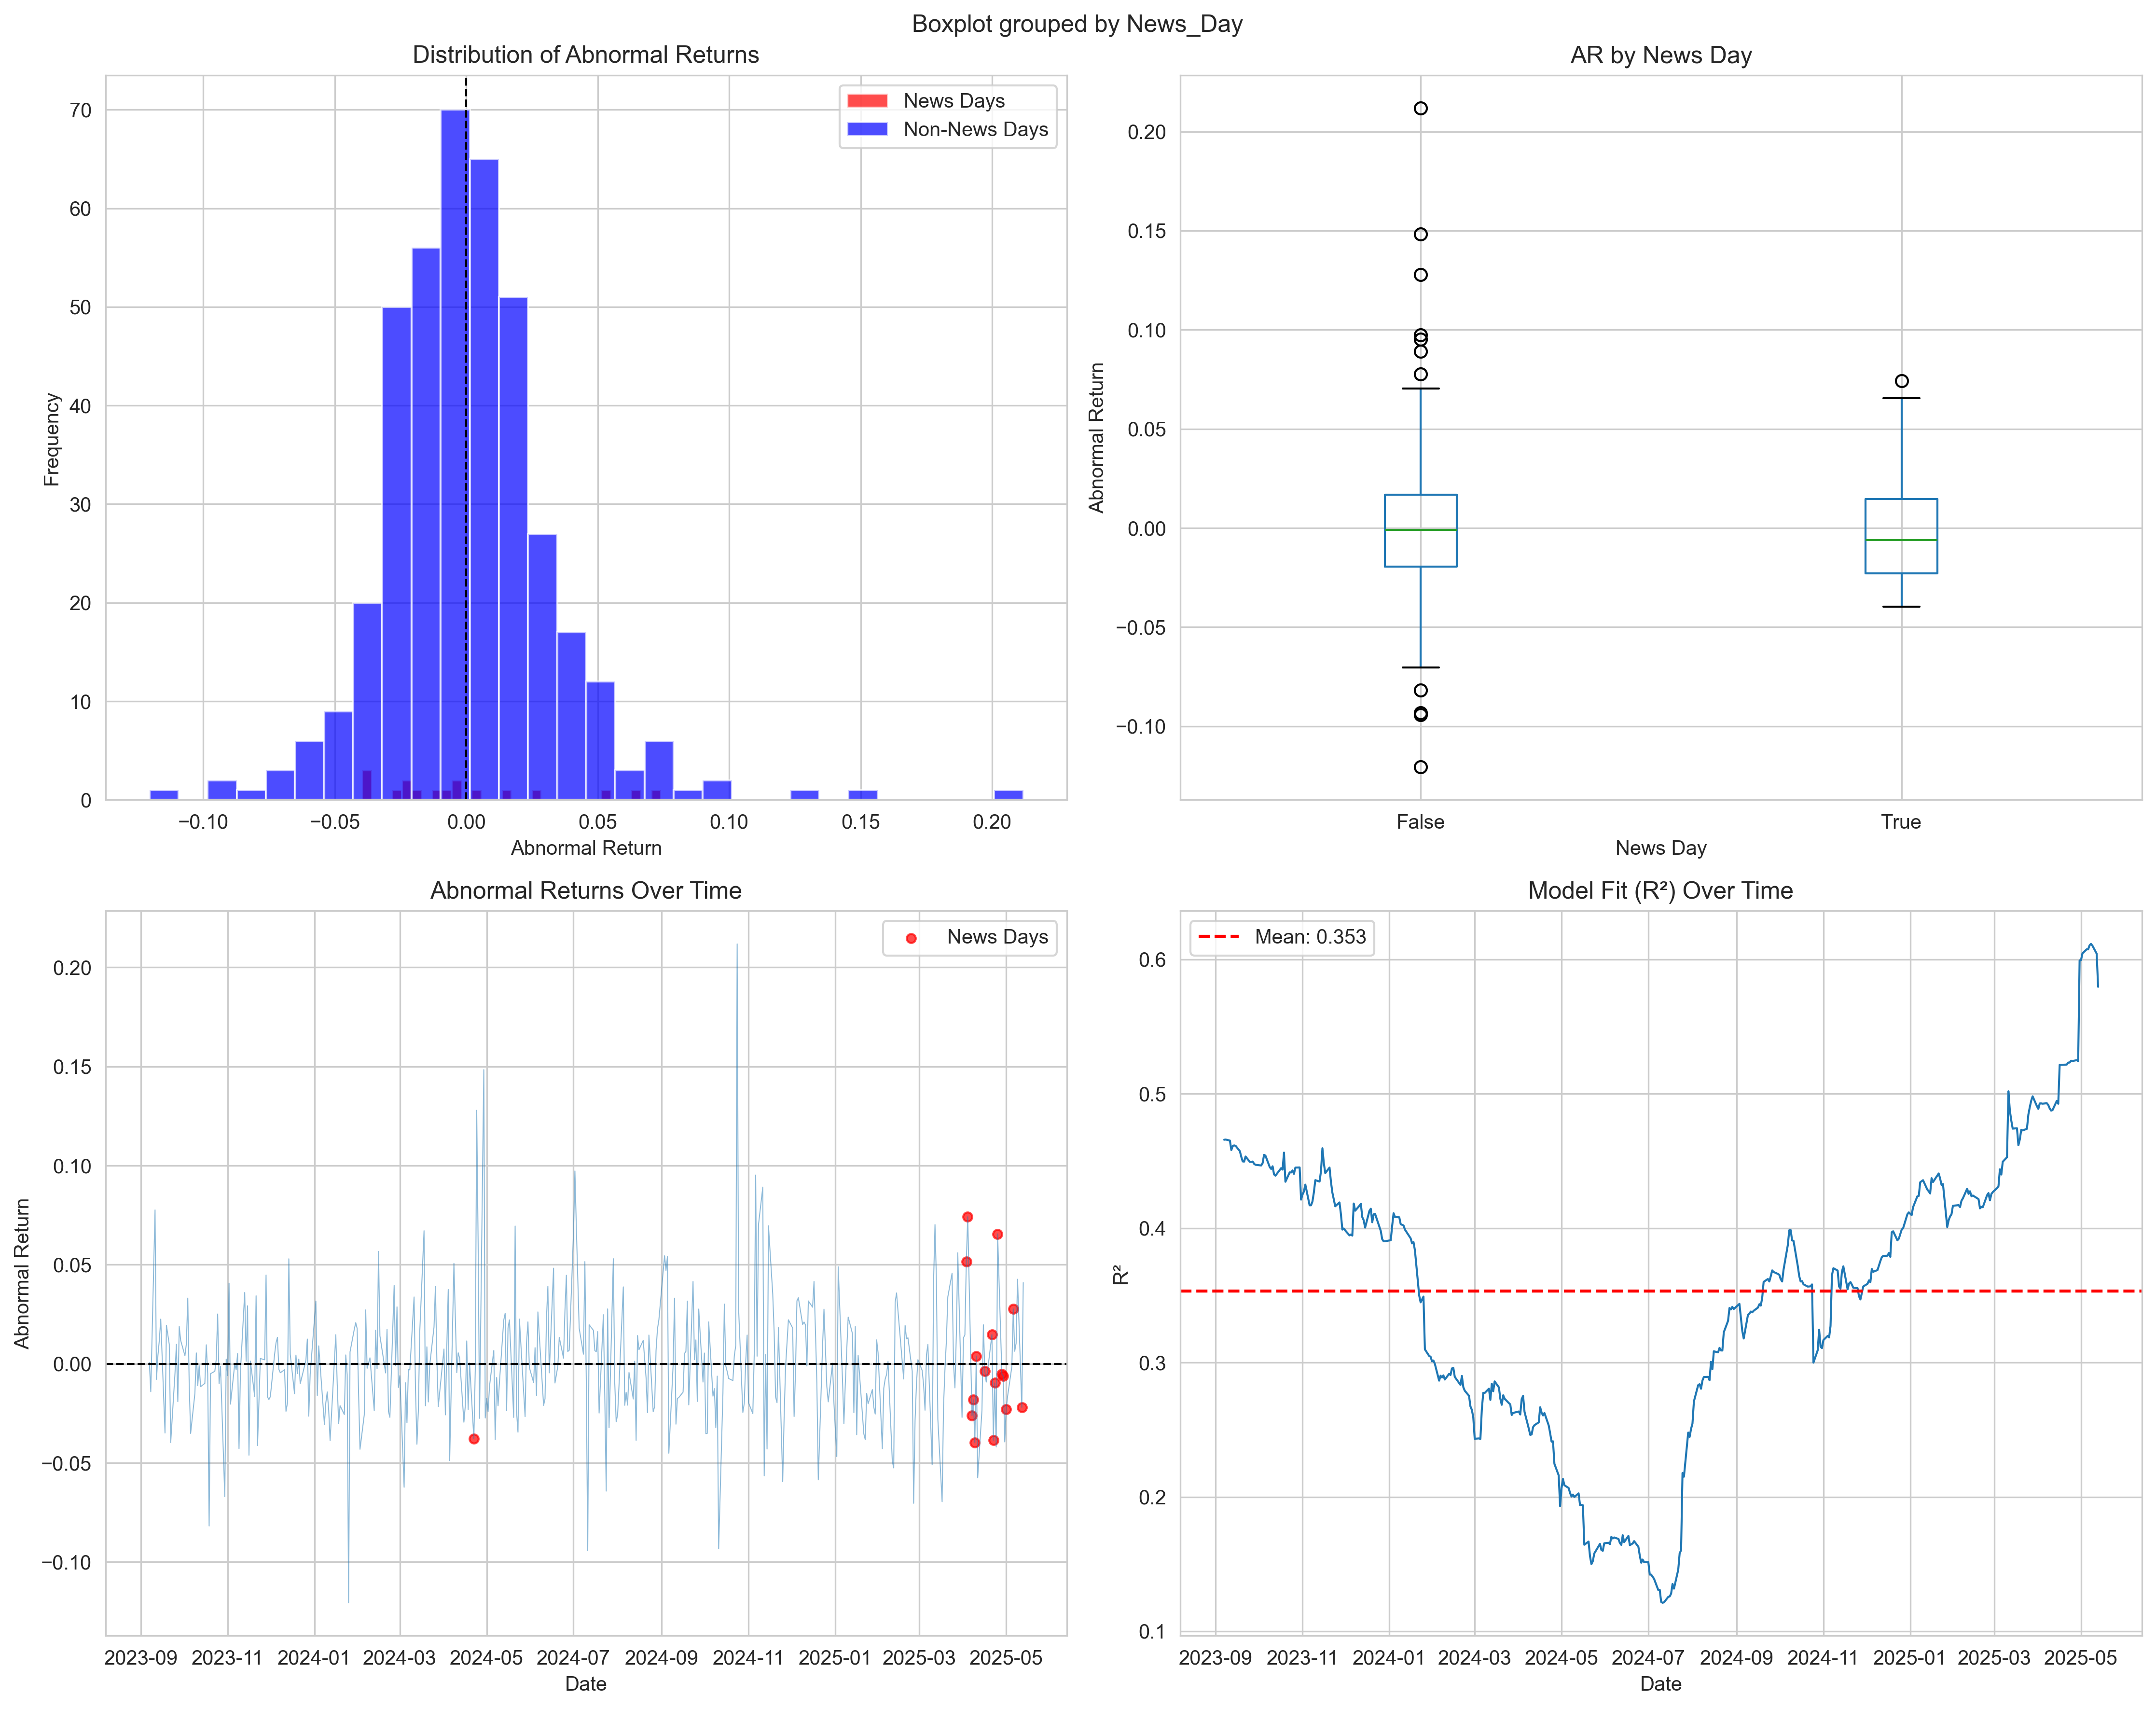 Boxplot grouped by News_Day
Distribution of Abnormal Returns
News Days
Non-News Days
70
60
50
40
30
20
10
0
Frequency
−0.10 −0.05 0.00 0.05 0.10 0.15 0.20
Abnormal Return
AR by News Day
0.20
0.15
0.10
0.05
0.00
−0.05
−0.10
Abnormal Return
False True
News Day
Abnormal Returns Over Time
News Days
0.20
0.15
0.10
0.05
0.00
−0.05
−0.10
Abnormal Return
2023-09 2023-11 2024-01 2024-03 2024-05 2024-07 2024-09 2024-11 2025-01 2025-03 2025-05
Date
Model Fit (R²) Over Time
Mean: 0.353
0.6
0.5
0.4
0.3
0.2
0.1
R²
2023-09 2023-11 2024-01 2024-03 2024-05 2024-07 2024-09 2024-11 2025-01 2025-03 2025-05
Date